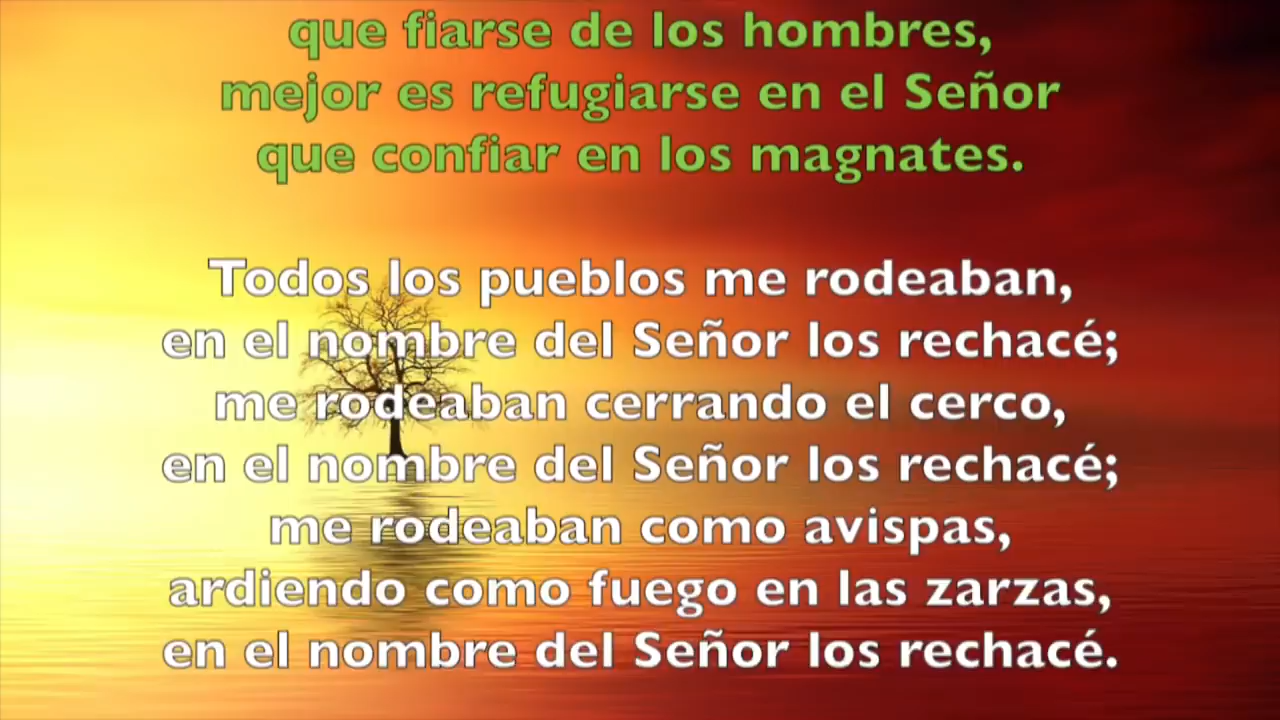 que fiarse de los hombres,
mejor es refugiarse en el Señor
que confiar en los magnates.
Todos los pueblos me rodeaban,
en el nombre del Señor los rechacé;
me rodeaban cerrando el cerco,
en el nombre del Señor los rechacé;
me rodeaban como avispas,
ardiendo como fuego en las zarzas,
en el nombre del Señor los rechacé.